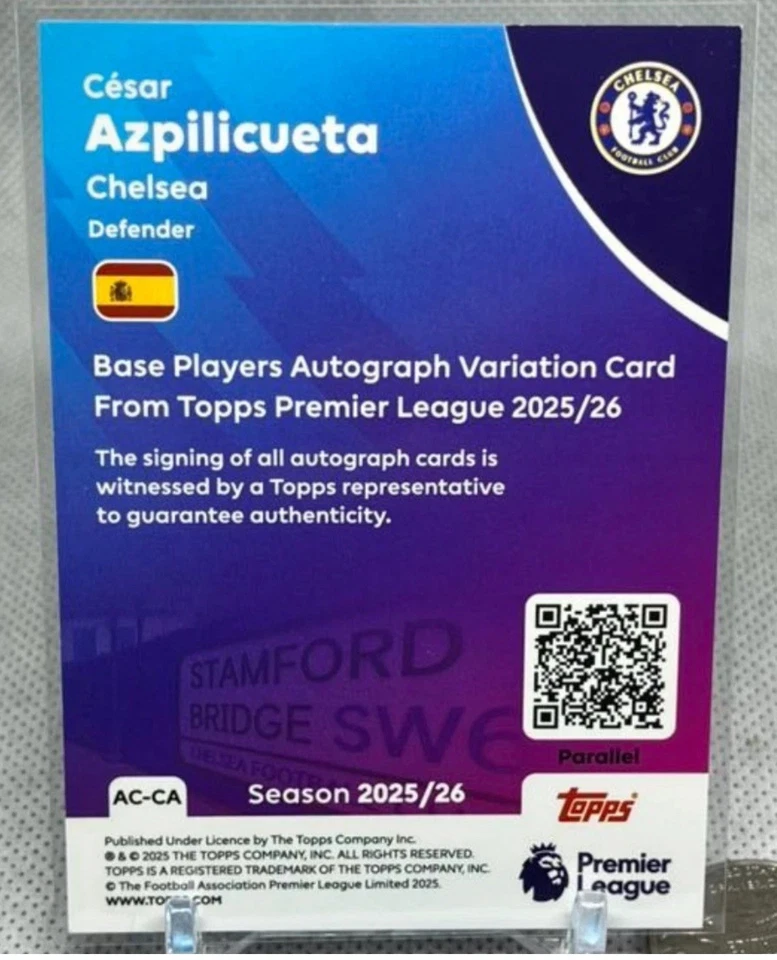 César
Azpilicueta
Chelsea
Defender
CHELSEA
FOOTBALL CLUB
Base Players Autograph Variation Card
From Topps Premier League 2025/26
The signing of all autograph cards is
witnessed by a Topps representative
to guarantee authenticity.
STAMFORD
BRIDGE SWE
CHELSEA FOOTBA
Parallel
AC-CA
Season 2025/26
topps
Published Under Licence by The Topps Company Inc.
® & © 2025 THE TOPPS COMPANY, INC. ALL RIGHTS RESERVED.
TOPPS IS A REGISTERED TRADEMARK OF THE TOPPS COMPANY, INC.
© The Football Association Premier League Limited 2025.
Premier
League